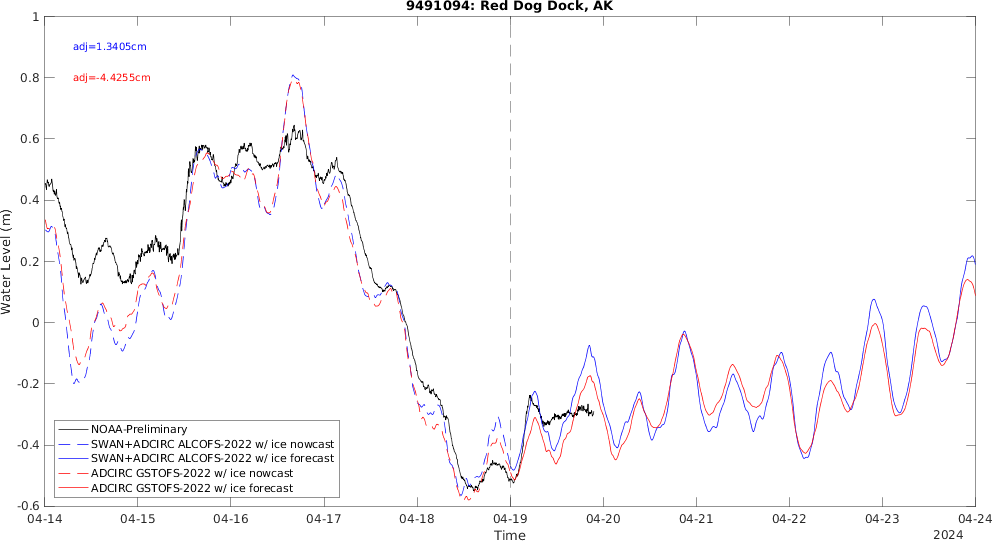 9491094: Red Dog Dock, AK
adj=1.3405cm
adj=-4.4255cm
Water Level (m)
1
0.8
0.6
0.4
0.2
0
-0.2
-0.4
-0.6
NOAA-Preliminary
SWAN+ADCIRC ALCOFS-2022 w/ ice nowcast
SWAN+ADCIRC ALCOFS-2022 w/ ice forecast
ADCIRC GSTOFS-2022 w/ ice nowcast
ADCIRC GSTOFS-2022 w/ ice forecast
04-14 04-15 04-16 04-17 04-18 04-19 04-20 04-21 04-22 04-23 04-24
Time
2024